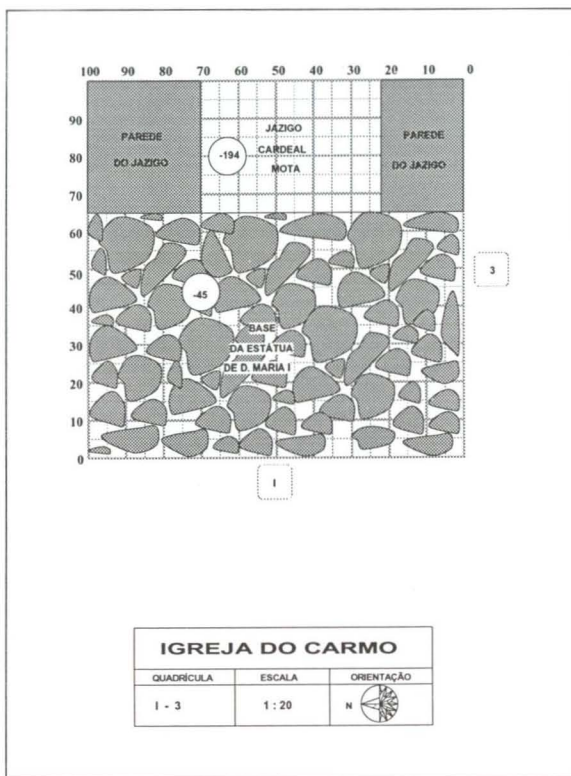 100 90 80 70 60 50 40 30 20 10 0
90
80
70
60
50
40
30
20
10
0
PAREDE
DO JAZIGO
-194
JAZIGO
CARDEAL
MOTA
PAREDE
DO JAZIGO
-45
BASE
DA ESTÁTUA
DE D. MARIA I
3
I
IGREJA DO CARMO
QUADRÍCULA ESCALA ORIENTAÇÃO
I - 3 1 : 20 N